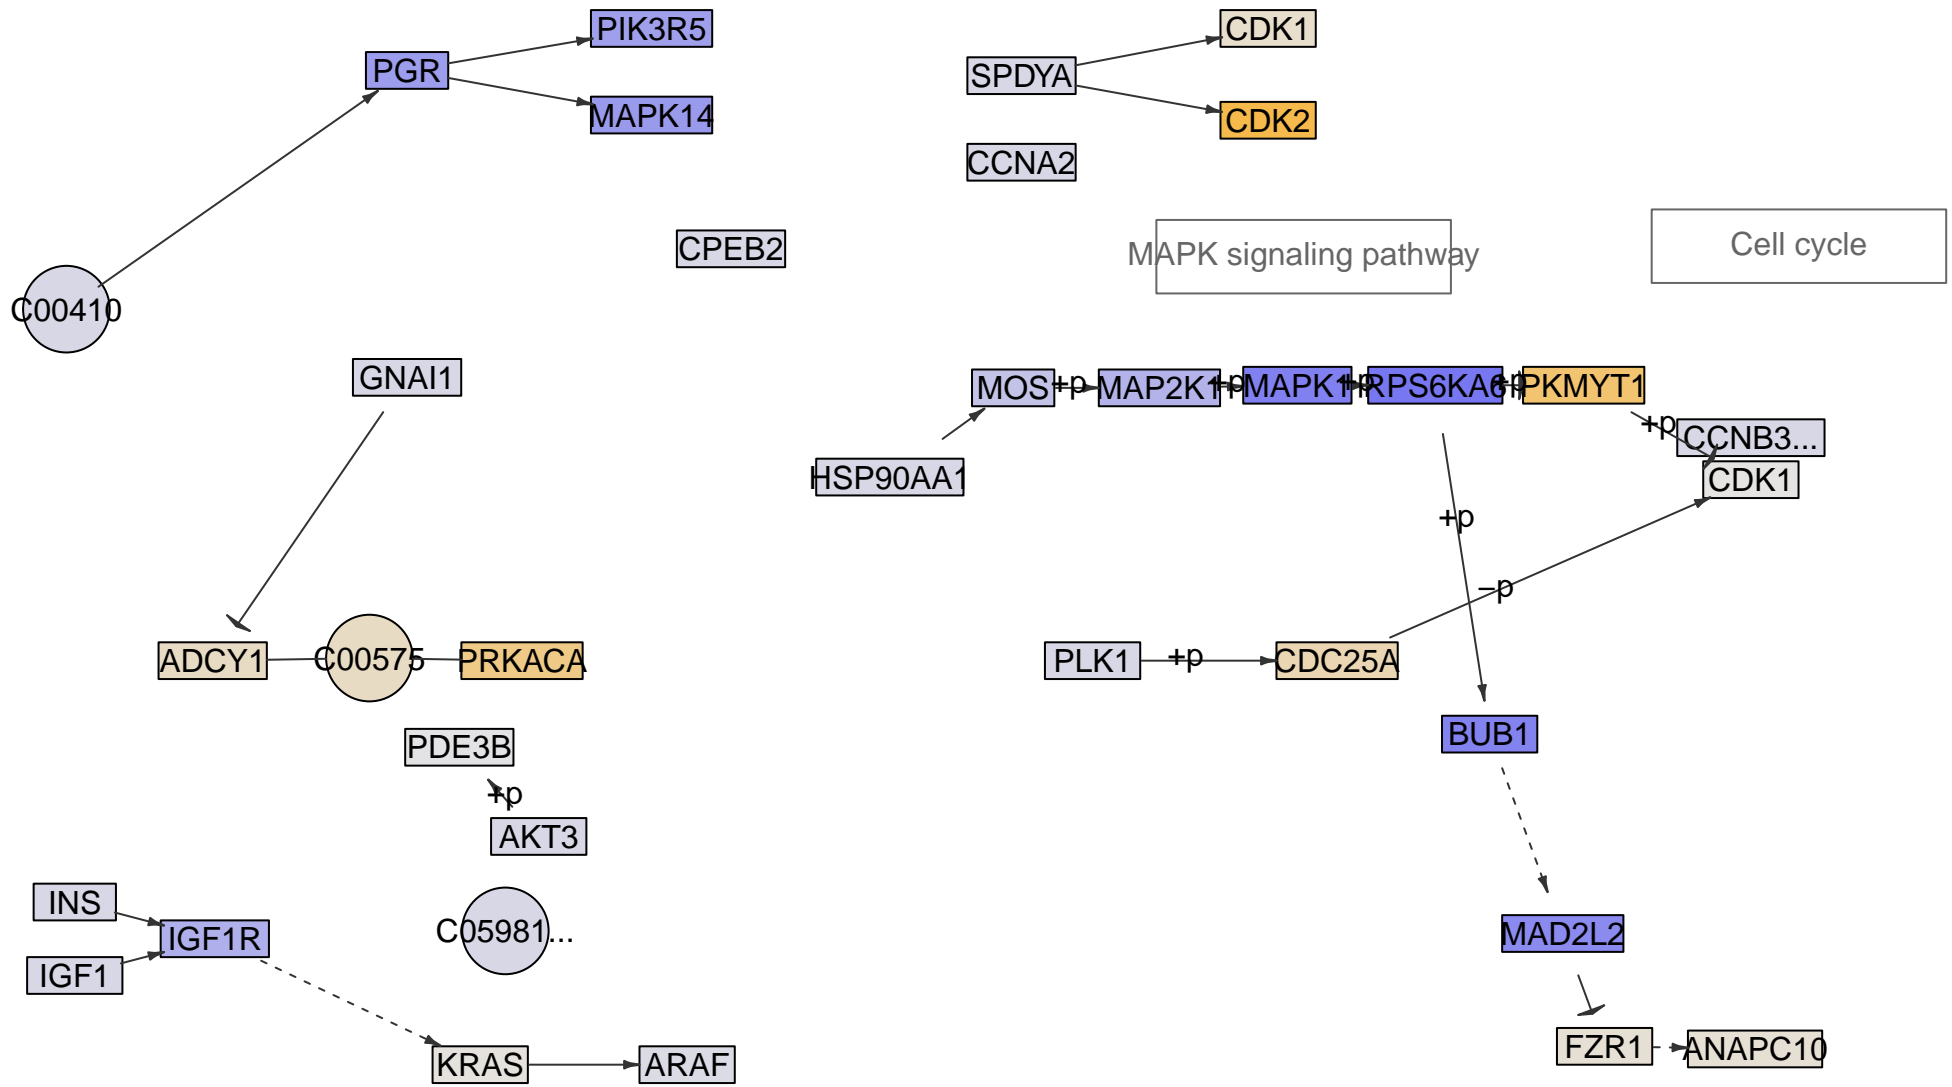 PIK3R5
CDK1
PGR
SPDYA
MAPK14
CDK2
CCNA2
CPEB2
MAPK signaling pathway
Cell cycle
C00410
GNAI1
MOS
+p
MAP2K1
+p
MAPK1
+p
RPS6KA6
+p
PKMYT1
+p
CCNB3...
HSP90AA1
CDK1
+p
−p
ADCY1
C00575
PRKACA
PLK1
+p
CDC25A
PDE3B
BUB1
+p
AKT3
INS
IGF1R
C05981...
MAD2L2
IGF1
KRAS
ARAF
FZR1
ANAPC10